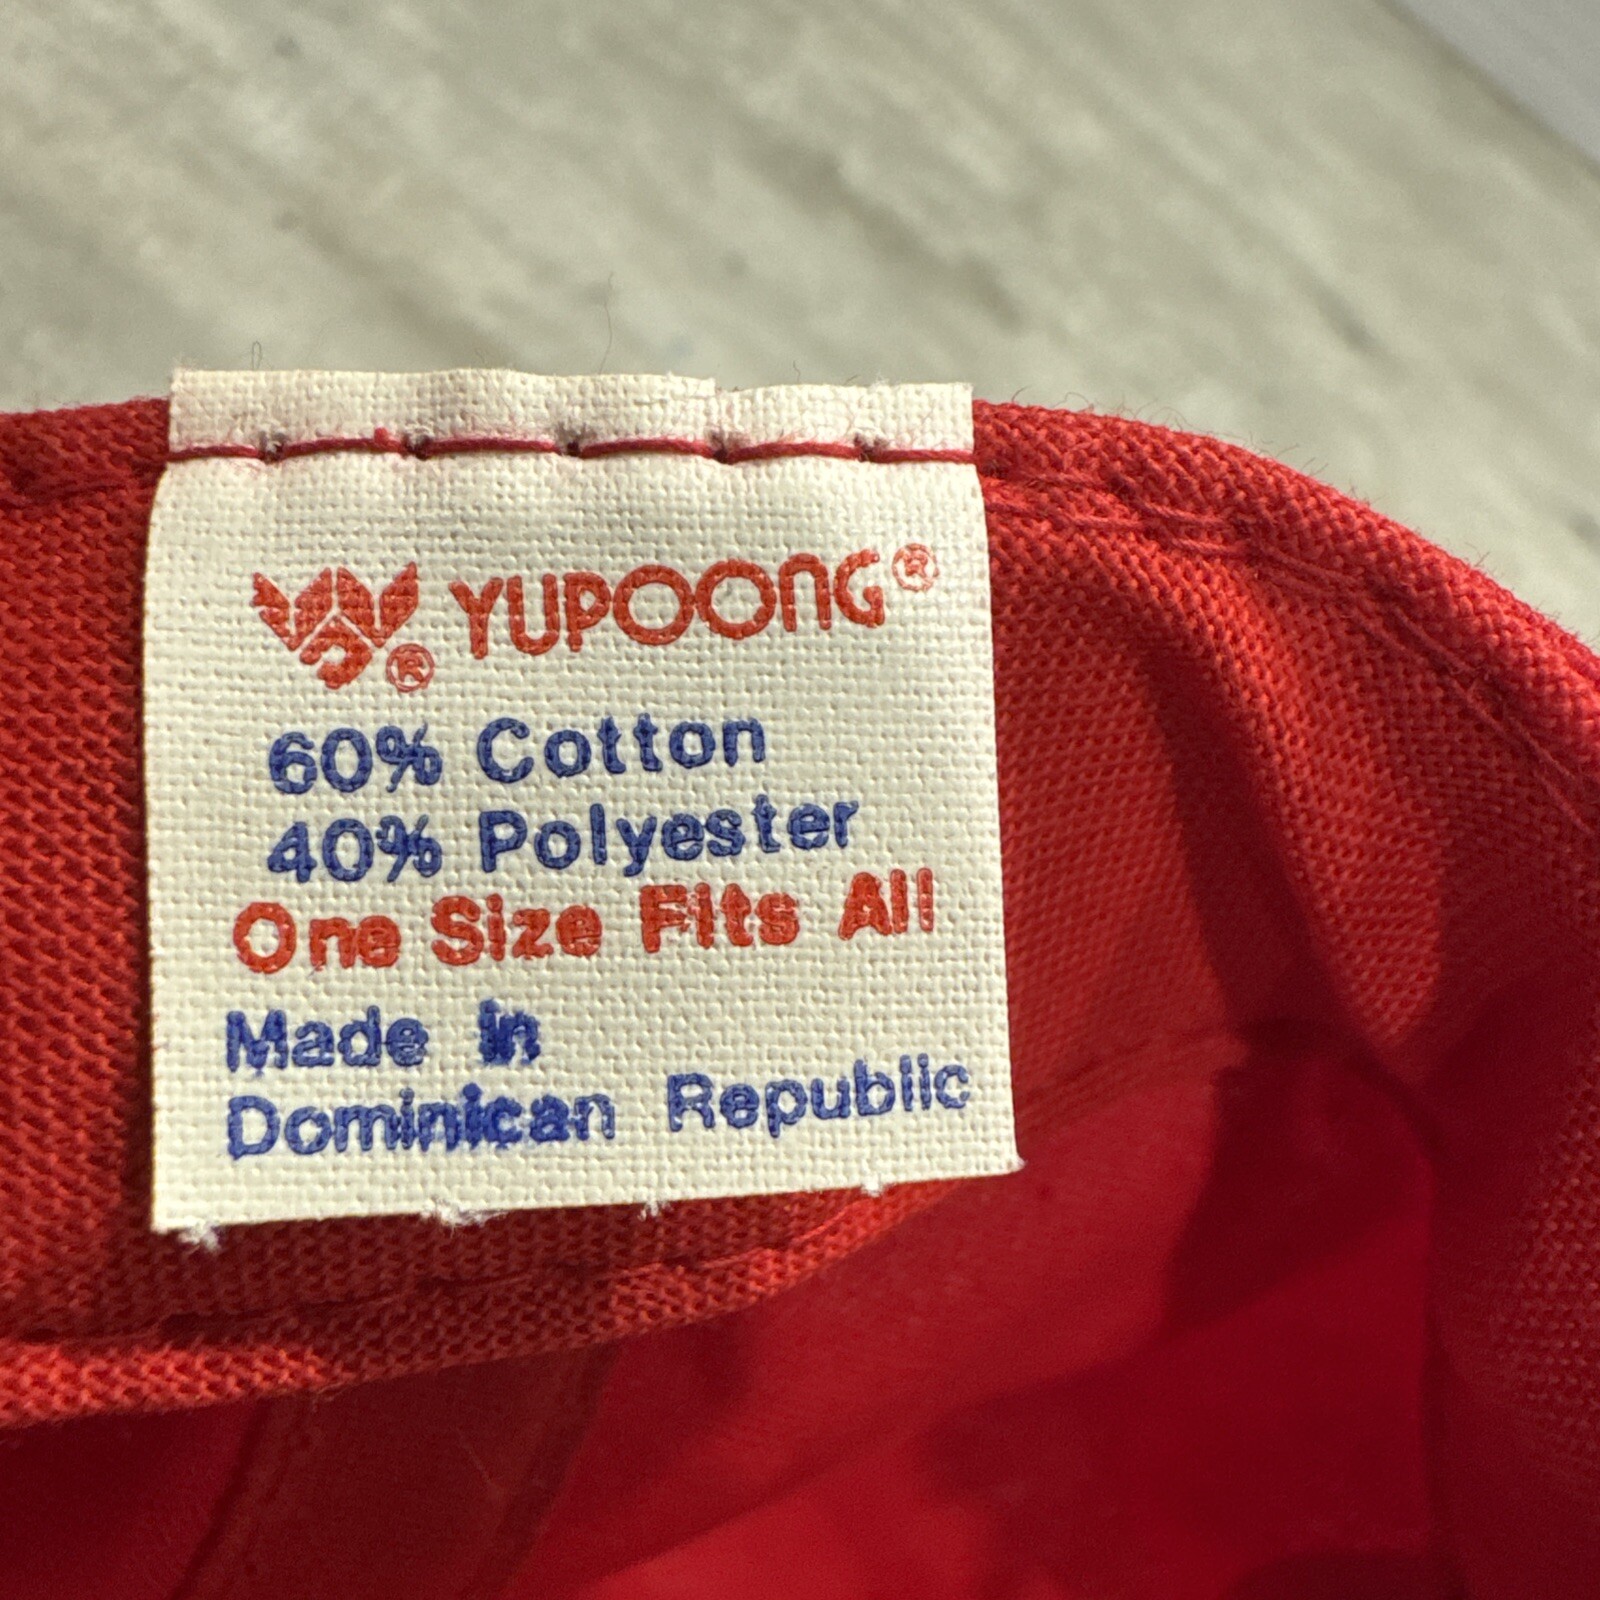 ® YUPOONG®
60% Cotton
40% Polyester
One Size Fits All
Made in
Dominican Republic